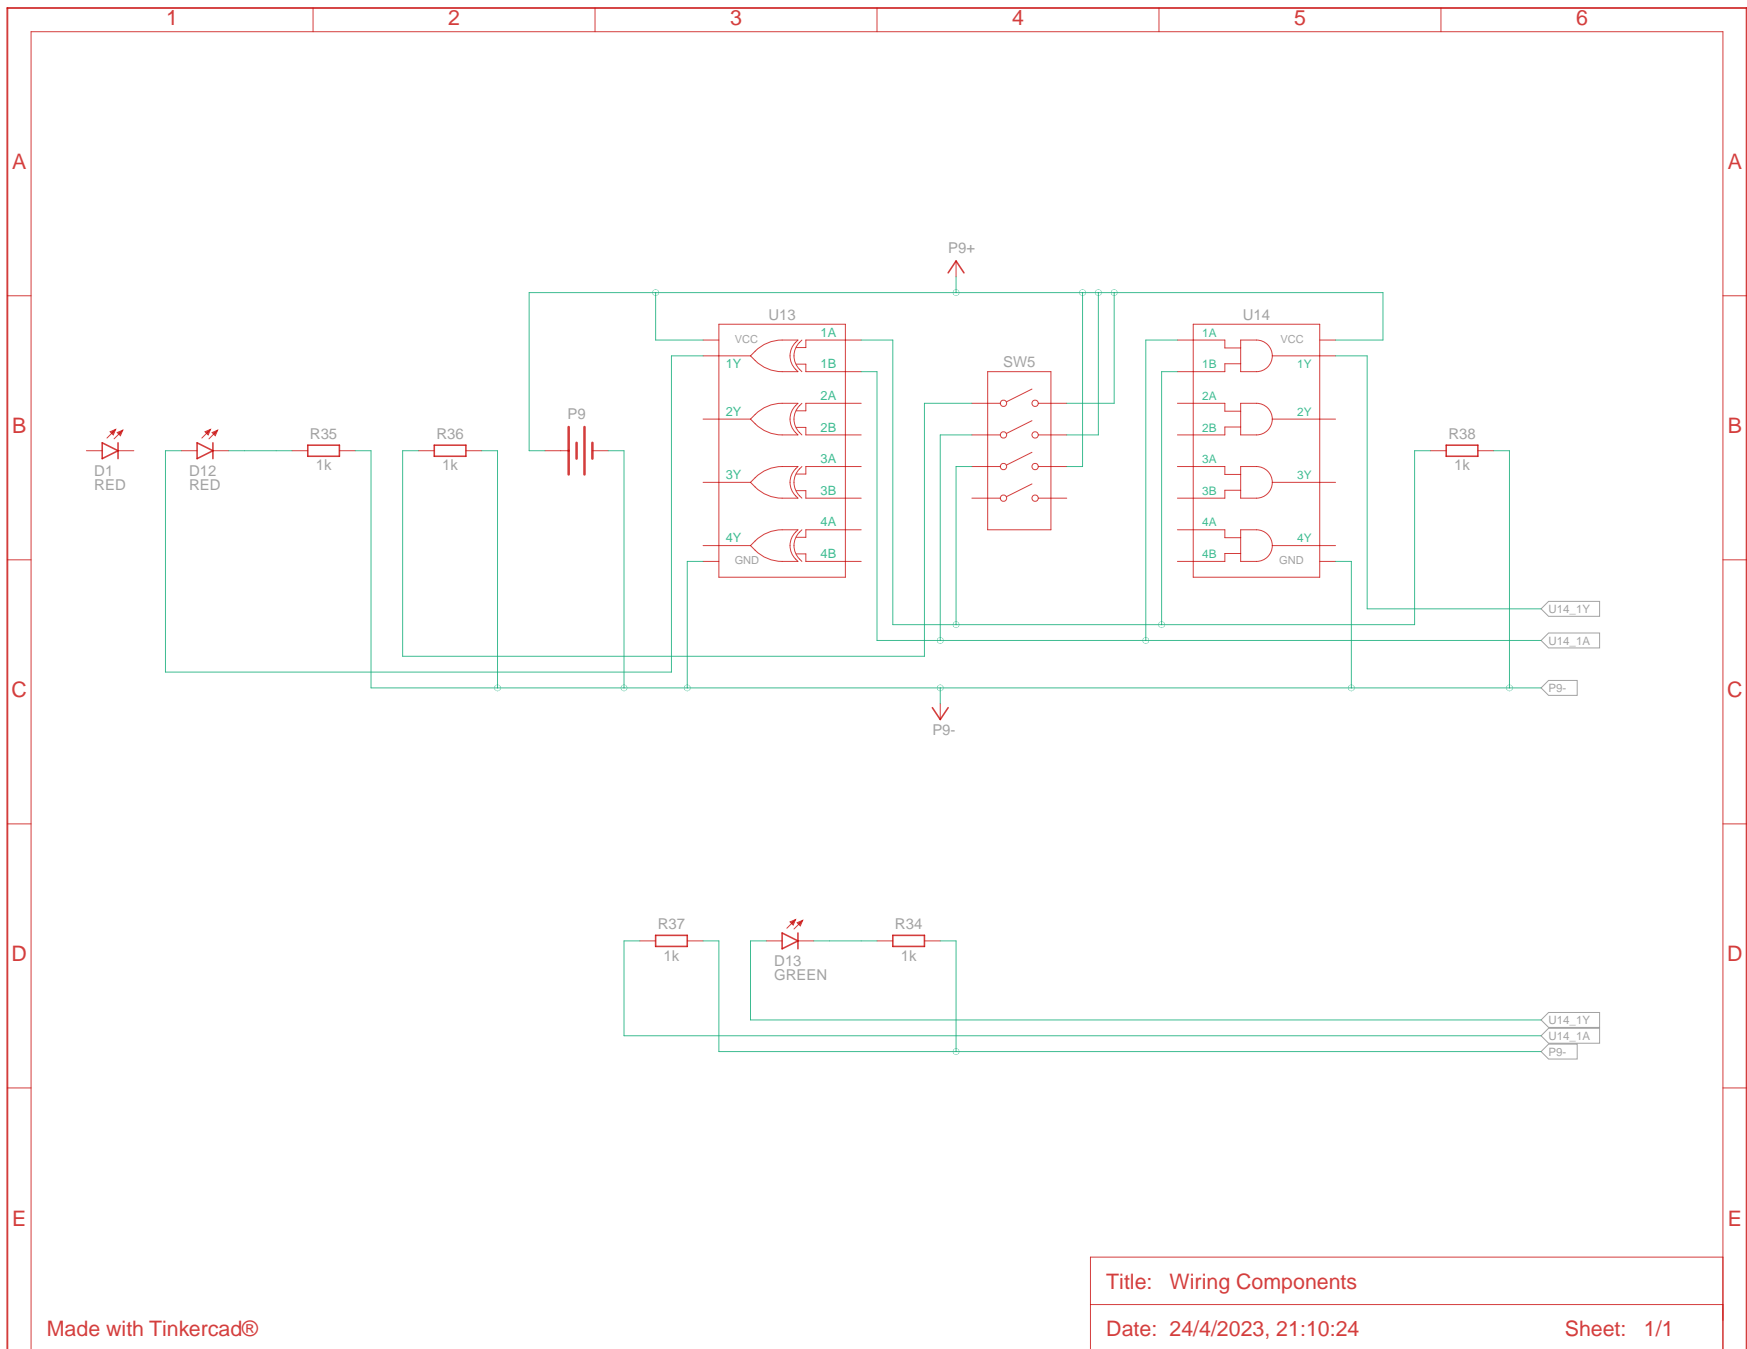 1 2 3 4 5 6
A A
P9+
U13 U14
VCC 1A 1A VCC
1Y 1B 1B 1Y
SW5
2A 2A
2Y 2B 2B 2Y
B B
P9
R35 R36 R38
1k 1k 1k
D1 D12
RED RED
3A 3A
3Y 3B 3B 3Y
4A 4A
4Y 4B 4B 4Y
GND GND
U14_1Y
U14_1A
C C
P9-
P9-
R37 R34
D D
1k 1k
D13
GREEN
U14_1Y
U14_1A
P9-
E E
Title: Wiring Components
Made with Tinkercad®
Date: 24/4/2023, 21:10:24 Sheet: 1/1